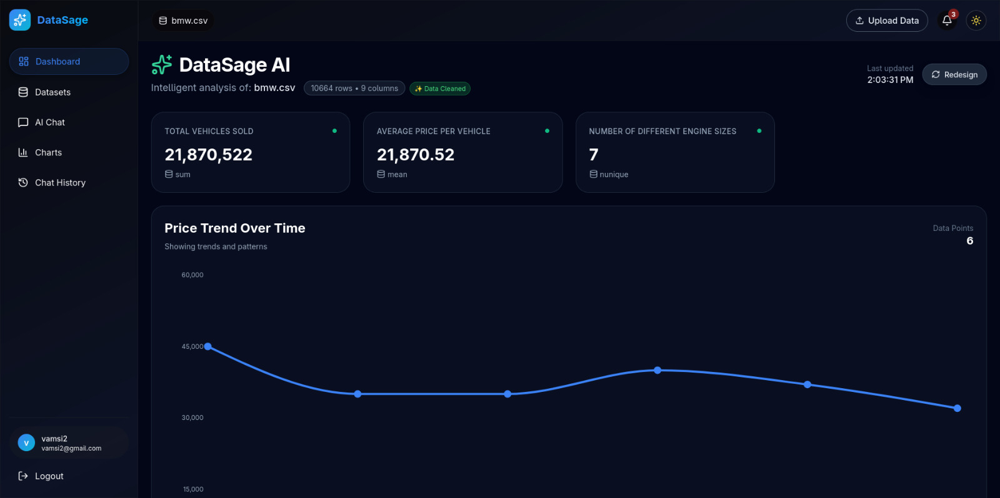 DataSage
bmw.csv
Upload Data
3
Dashboard
Datasets
AI Chat
Charts
Chat History
DataSage AI
Intelligent analysis of: bmw.csv
10664 rows • 9 columns
✨ Data Cleaned
Last updated
2:03:31 PM
Redesign
TOTAL VEHICLES SOLD
21,870,522
sum
AVERAGE PRICE PER VEHICLE
21,870.52
mean
NUMBER OF DIFFERENT ENGINE SIZES
7
nunique
Price Trend Over Time
Showing trends and patterns
Data Points
6
60,000
45,000
30,000
15,000
v
vamsi2
vamsi2@gmail.com
Logout